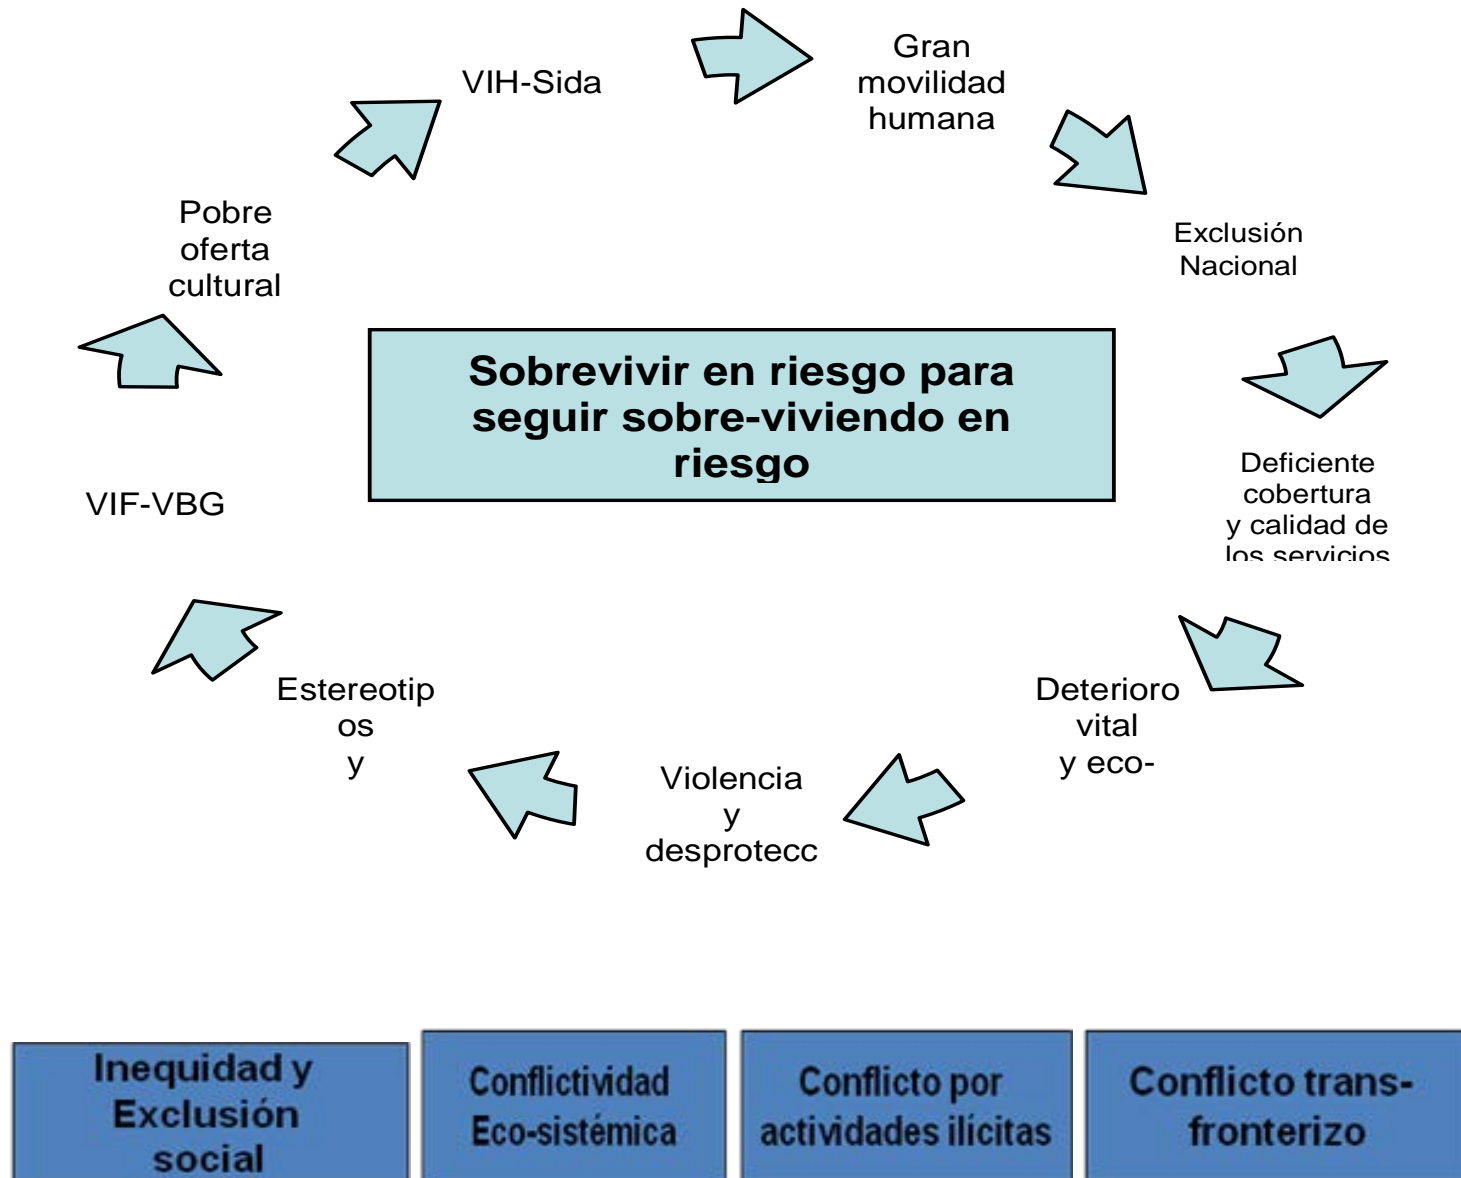 VIH-Sida
Gran
movilidad
humana
Exclusión
Nacional
Deficiente
cobertura
y calidad de
los servicios
Deterioro
vital
y eco-
Violencia
y
desprotecc
Estereotip
os
y
VIF-VBG
Pobre
oferta
cultural
Sobrevivir en riesgo para
seguir sobre-viviendo en
riesgo
Inequidad y
Exclusión
social
Conflictividad
Eco-sistémica
Conflicto por
actividades ilícitas
Conflicto trans-
fronterizo